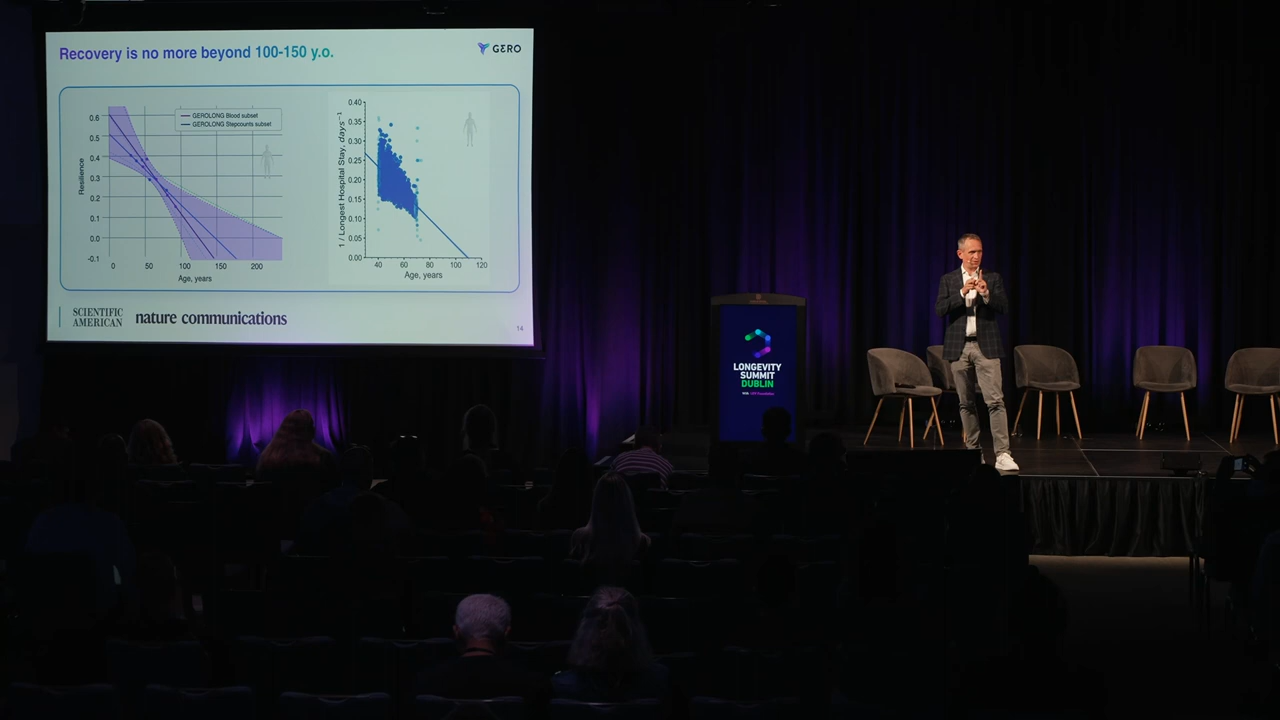 Recovery is no more beyond 100-150 y.o.
GERO
GEROLONG Blood subset
GEROLONG Stepcounts subset
Resilience
0.6
0.5
0.4
0.3
0.2
0.1
0.0
-0.1
0 50 100 150 200
Age, years
1 / Longest Hospital Stay, days⁻¹
0.40
0.35
0.30
0.25
0.20
0.15
0.10
0.05
0.00
40 60 80 100 120
Age, years
SCIENTIFIC
AMERICAN
nature communications
14
LONGEVITY
SUMMIT
DUBLIN